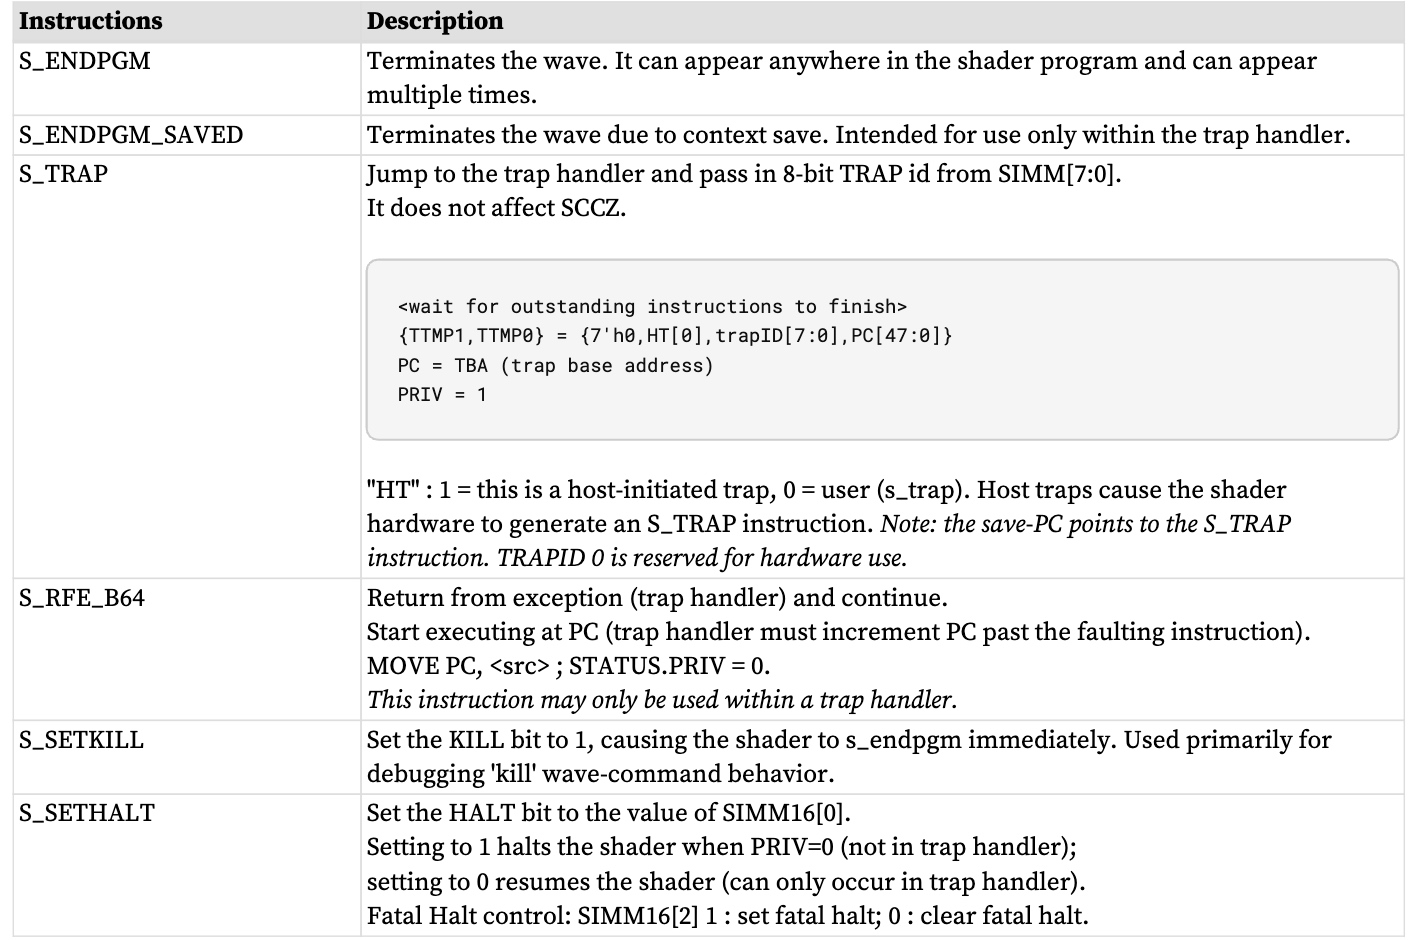 Instructions Description
S_ENDPGM Terminates the wave. It can appear anywhere in the shader program and can appear
multiple times.
S_ENDPGM_SAVED Terminates the wave due to context save. Intended for use only within the trap handler.
S_TRAP Jump to the trap handler and pass in 8-bit TRAP id from SIMM[7:0].
It does not affect SCCZ.
<wait for outstanding instructions to finish>
{TTMP1,TTMP0} = {7'h0,HT[0],trapID[7:0],PC[47:0]}
PC = TBA (trap base address)
PRIV = 1
"HT" : 1 = this is a host-initiated trap, 0 = user (s_trap). Host traps cause the shader
hardware to generate an S_TRAP instruction. Note: the save-PC points to the S_TRAP
instruction. TRAPID 0 is reserved for hardware use.
S_RFE_B64 Return from exception (trap handler) and continue.
Start executing at PC (trap handler must increment PC past the faulting instruction).
MOVE PC, <src> ; STATUS.PRIV = 0.
This instruction may only be used within a trap handler.
S_SETKILL Set the KILL bit to 1, causing the shader to s_endpgm immediately. Used primarily for
debugging 'kill' wave-command behavior.
S_SETHALT Set the HALT bit to the value of SIMM16[0].
Setting to 1 halts the shader when PRIV=0 (not in trap handler);
setting to 0 resumes the shader (can only occur in trap handler).
Fatal Halt control: SIMM16[2] 1 : set fatal halt; 0 : clear fatal halt.